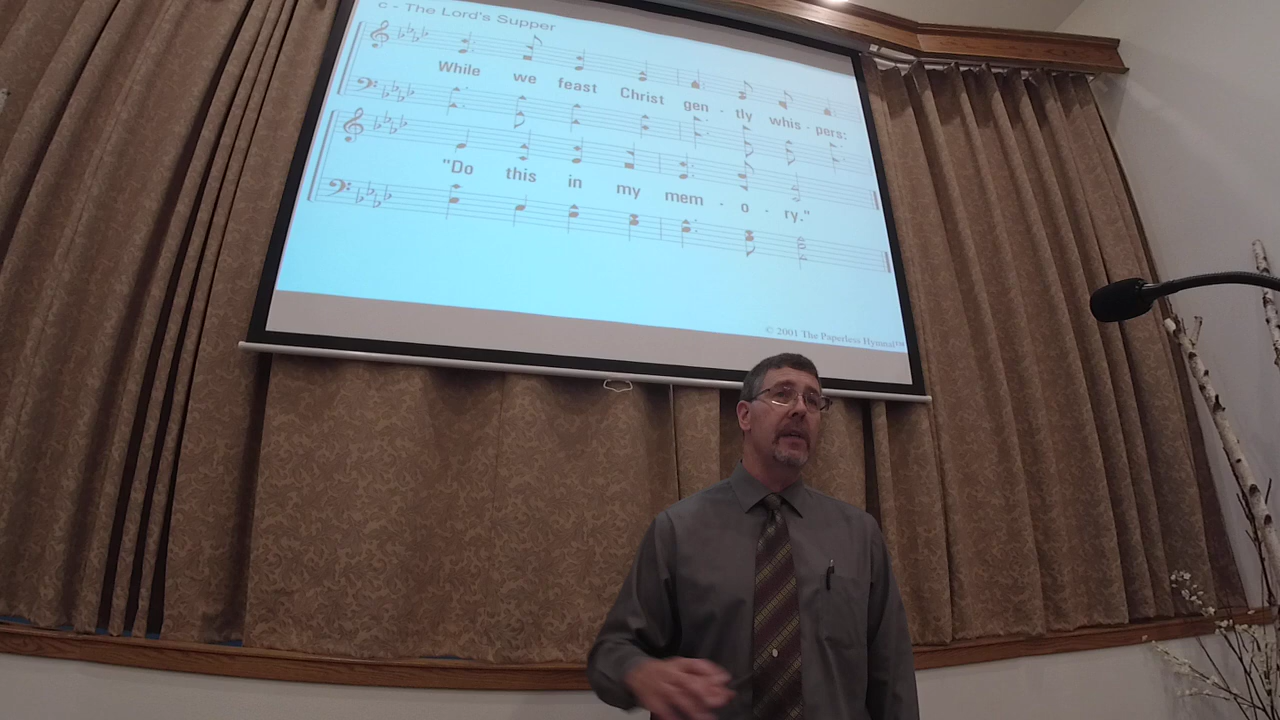 c - The Lord's Supper
While we feast Christ gen - tly whis - pers:
"Do this in my mem - o - ry."
© 2001 The Paperless Hymnal™